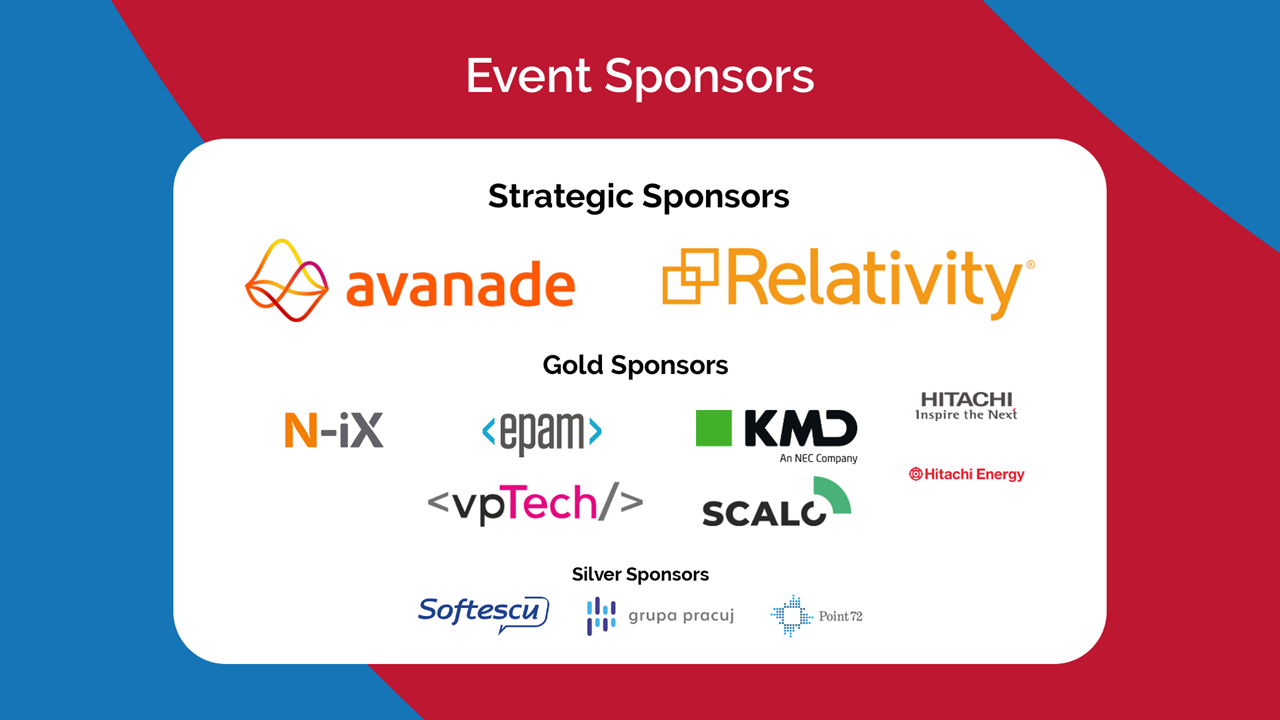 Event Sponsors
Strategic Sponsors
avanade
Relativity®
Gold Sponsors
N-iX
<epam>
KMD
An NEC Company
HITACHI
Inspire the Next
Hitachi Energy
<vpTech/>
SCALO
Silver Sponsors
Softescu
grupa pracuj
Point72